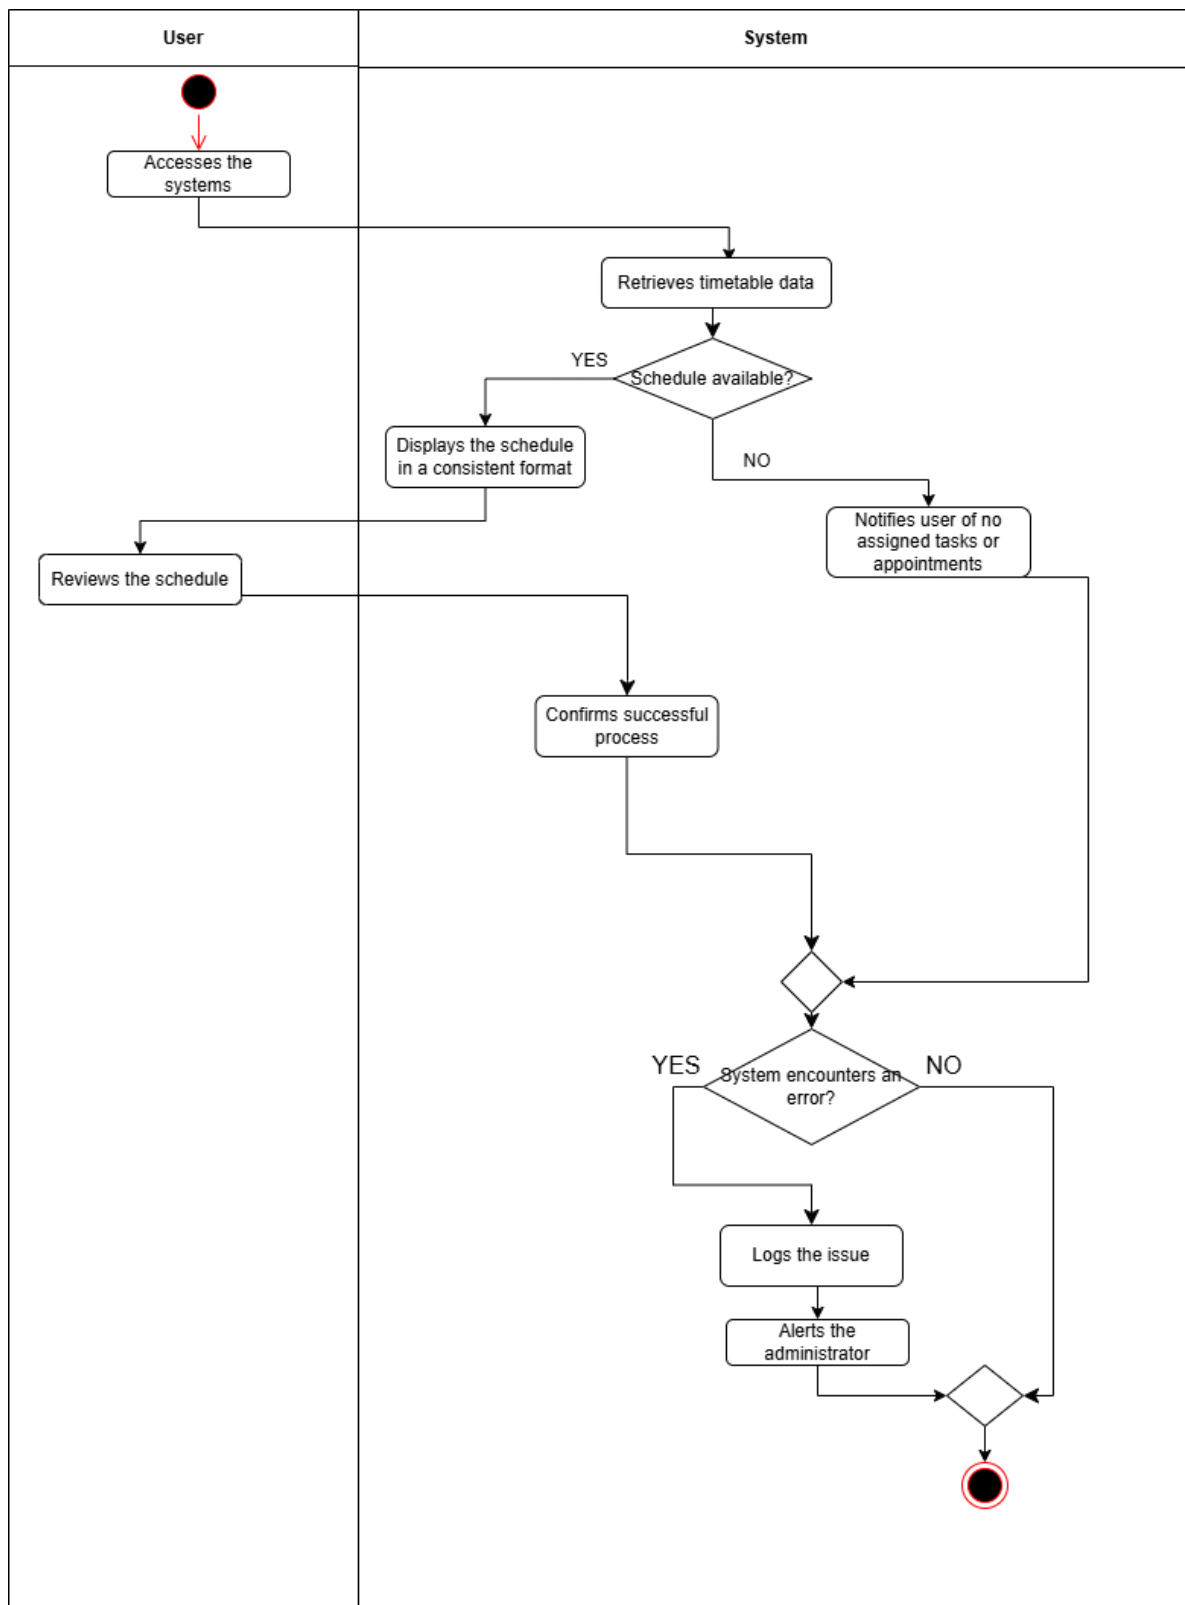 User
System
Accesses the
systems
Retrieves timetable data
YES
Schedule available?
Displays the schedule
in a consistent format
NO
Notifies user of no
assigned tasks or
appointments
Reviews the schedule
Confirms successful
process
YES
NO
System encounters an
error?
Logs the issue
Alerts the
administrator